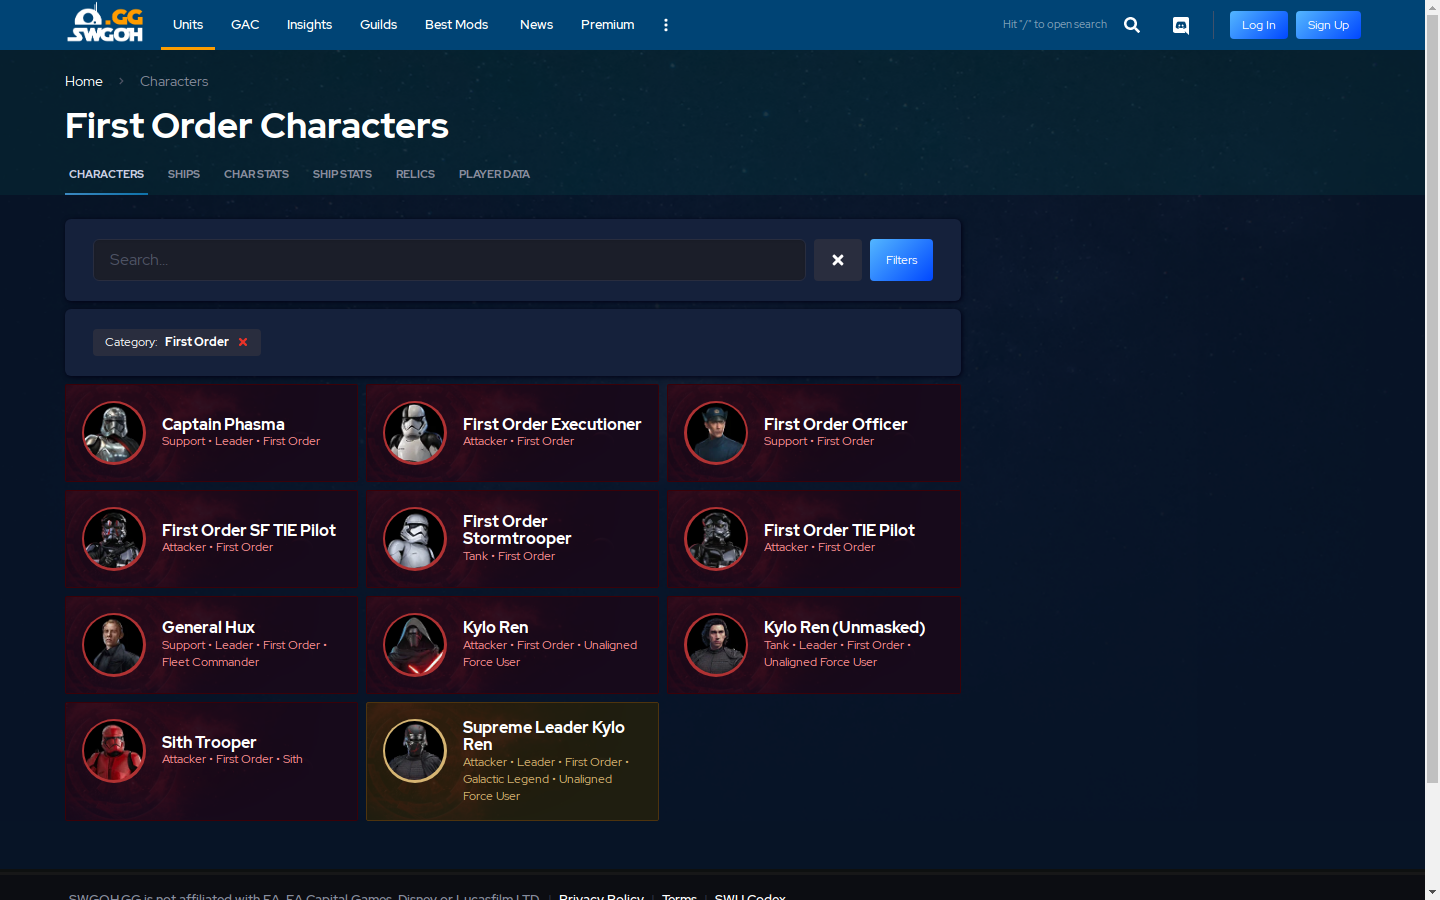 .GG
SWGOH
Units GAC Insights Guilds Best Mods News Premium Hit "/" to open search Log In Sign Up
Home Characters
First Order Characters
CHARACTERS SHIPS CHAR STATS SHIP STATS RELICS PLAYER DATA
Search... Filters
Category: First Order
Captain Phasma
Support • Leader • First Order
First Order Executioner
Attacker • First Order
First Order Officer
Support • First Order
First Order SF TIE Pilot
Attacker • First Order
First Order
Stormtrooper
Tank • First Order
First Order TIE Pilot
Attacker • First Order
General Hux
Support • Leader • First Order •
Fleet Commander
Kylo Ren
Attacker • First Order • Unaligned
Force User
Kylo Ren (Unmasked)
Tank • Leader • First Order •
Unaligned Force User
Sith Trooper
Attacker • First Order • Sith
Supreme Leader Kylo
Ren
Attacker • Leader • First Order •
Galactic Legend • Unaligned
Force User
SWGOH.GG is not affiliated with EA, EA Capital Games, Disney or Lucasfilm LTD. | Privacy Policy | Terms | SWU Codex